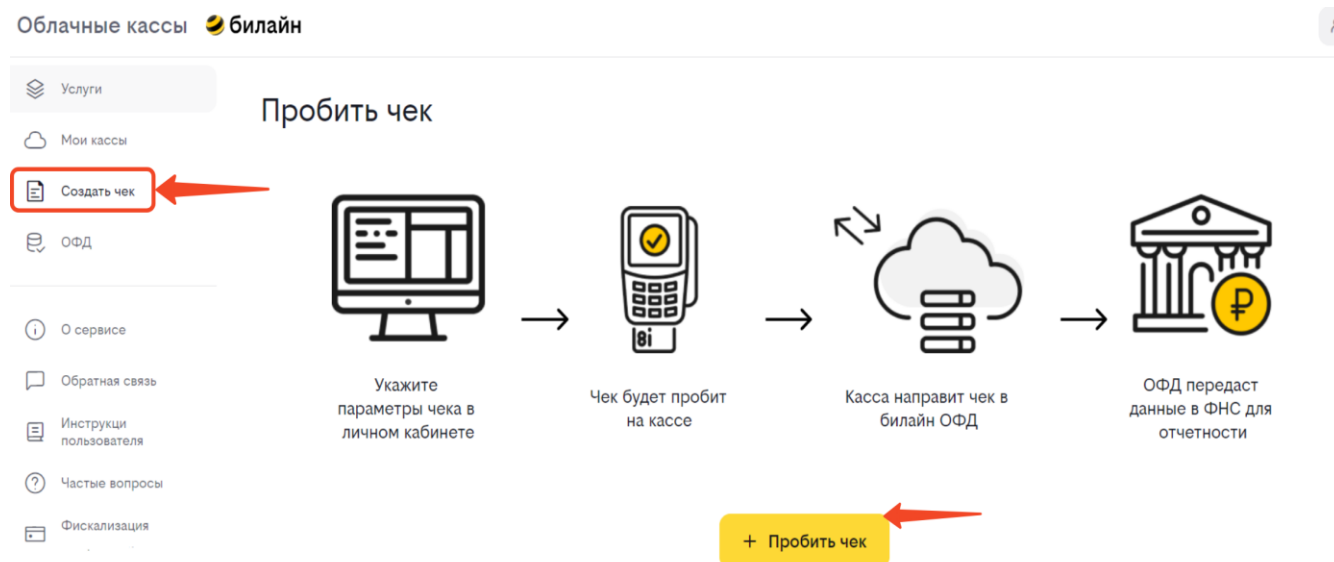 Облачные кассы билайн
Услуги
Мои кассы
Создать чек
ОФД
О сервисе
Обратная связь
Инструкци
пользователя
Частые вопросы
Фискализация
Пробить чек
8i
Укажите
параметры чека в
личном кабинете
Чек будет пробит
на кассе
Касса направит чек в
билайн ОФД
ОФД передаст
данные в ФНС для
отчетности
+ Пробить чек